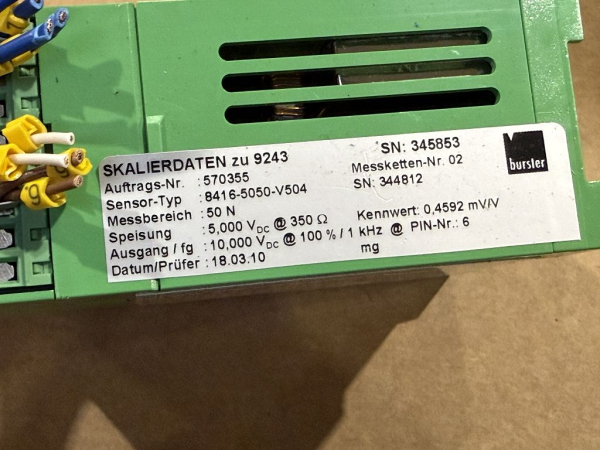 SKALIERDATEN zu 9243 SN: 345853
Auftrags-Nr. : 570355 Messketten-Nr. 02
Sensor-Typ : 8416-5050-V504 SN: 344812
Messbereich : 50 N
Speisung : 5,000 VDC @ 350 Ω Kennwert: 0,4592 mV/V
Ausgang / fg : 10,000 VDC @ 100 % / 1 kHz @ PIN-Nr.: 6
Datum/Prüfer : 18.03.10 mg
burster
9
6